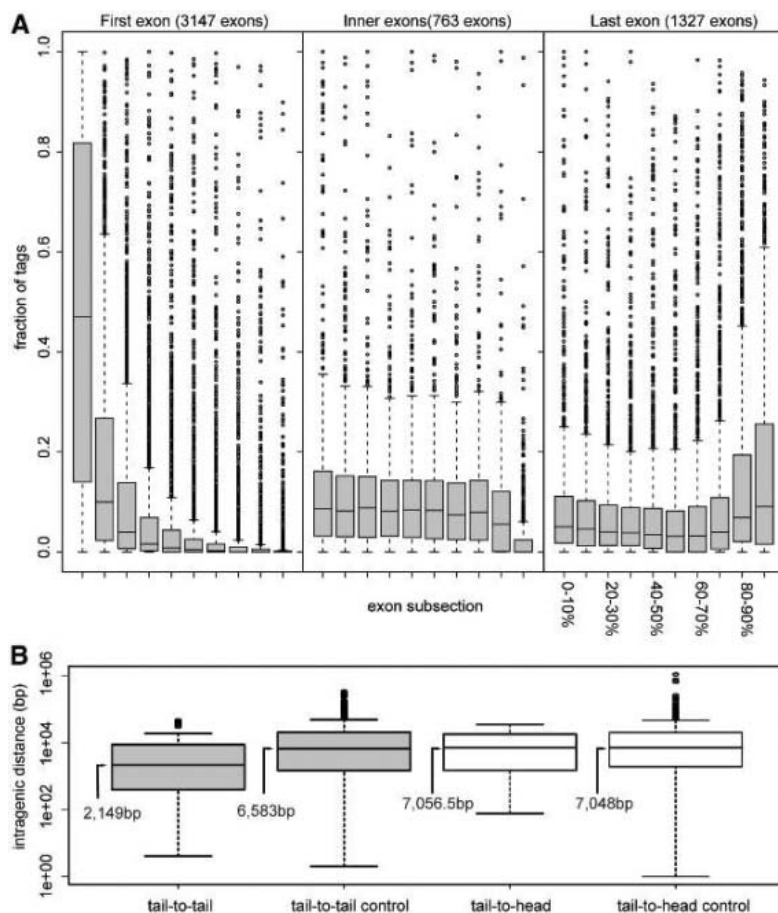 A
First exon (3147 exons)
Inner exons(763 exons)
Last exon (1327 exons)
fraction of tags
1.0
0.8
0.6
0.4
0.2
0.0
exon subsection
0-10%
20-30%
40-50%
60-70%
80-90%
B
intragenic distance (bp)
1e+06
1e+04
1e+02
1e+00
2,149bp
6,583bp
7,056.5bp
7,048bp
tail-to-tail
tail-to-tail control
tail-to-head
tail-to-head control